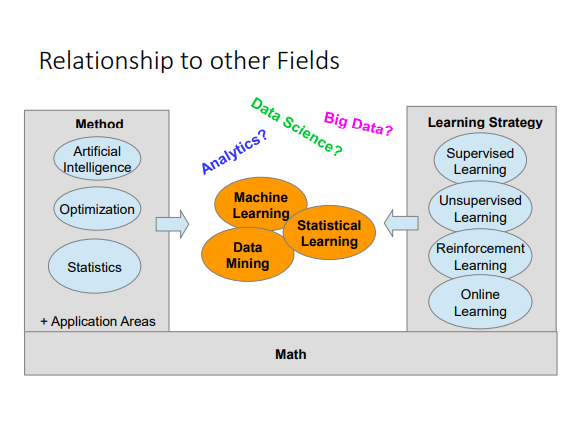 Relationship to other Fields
Method
Artificial
Intelligence
Optimization
Statistics
+ Application Areas
Analytics?
Data Science?
Big Data?
Machine
Learning
Statistical
Learning
Data
Mining
Learning Strategy
Supervised
Learning
Unsupervised
Learning
Reinforcement
Learning
Online
Learning
Math